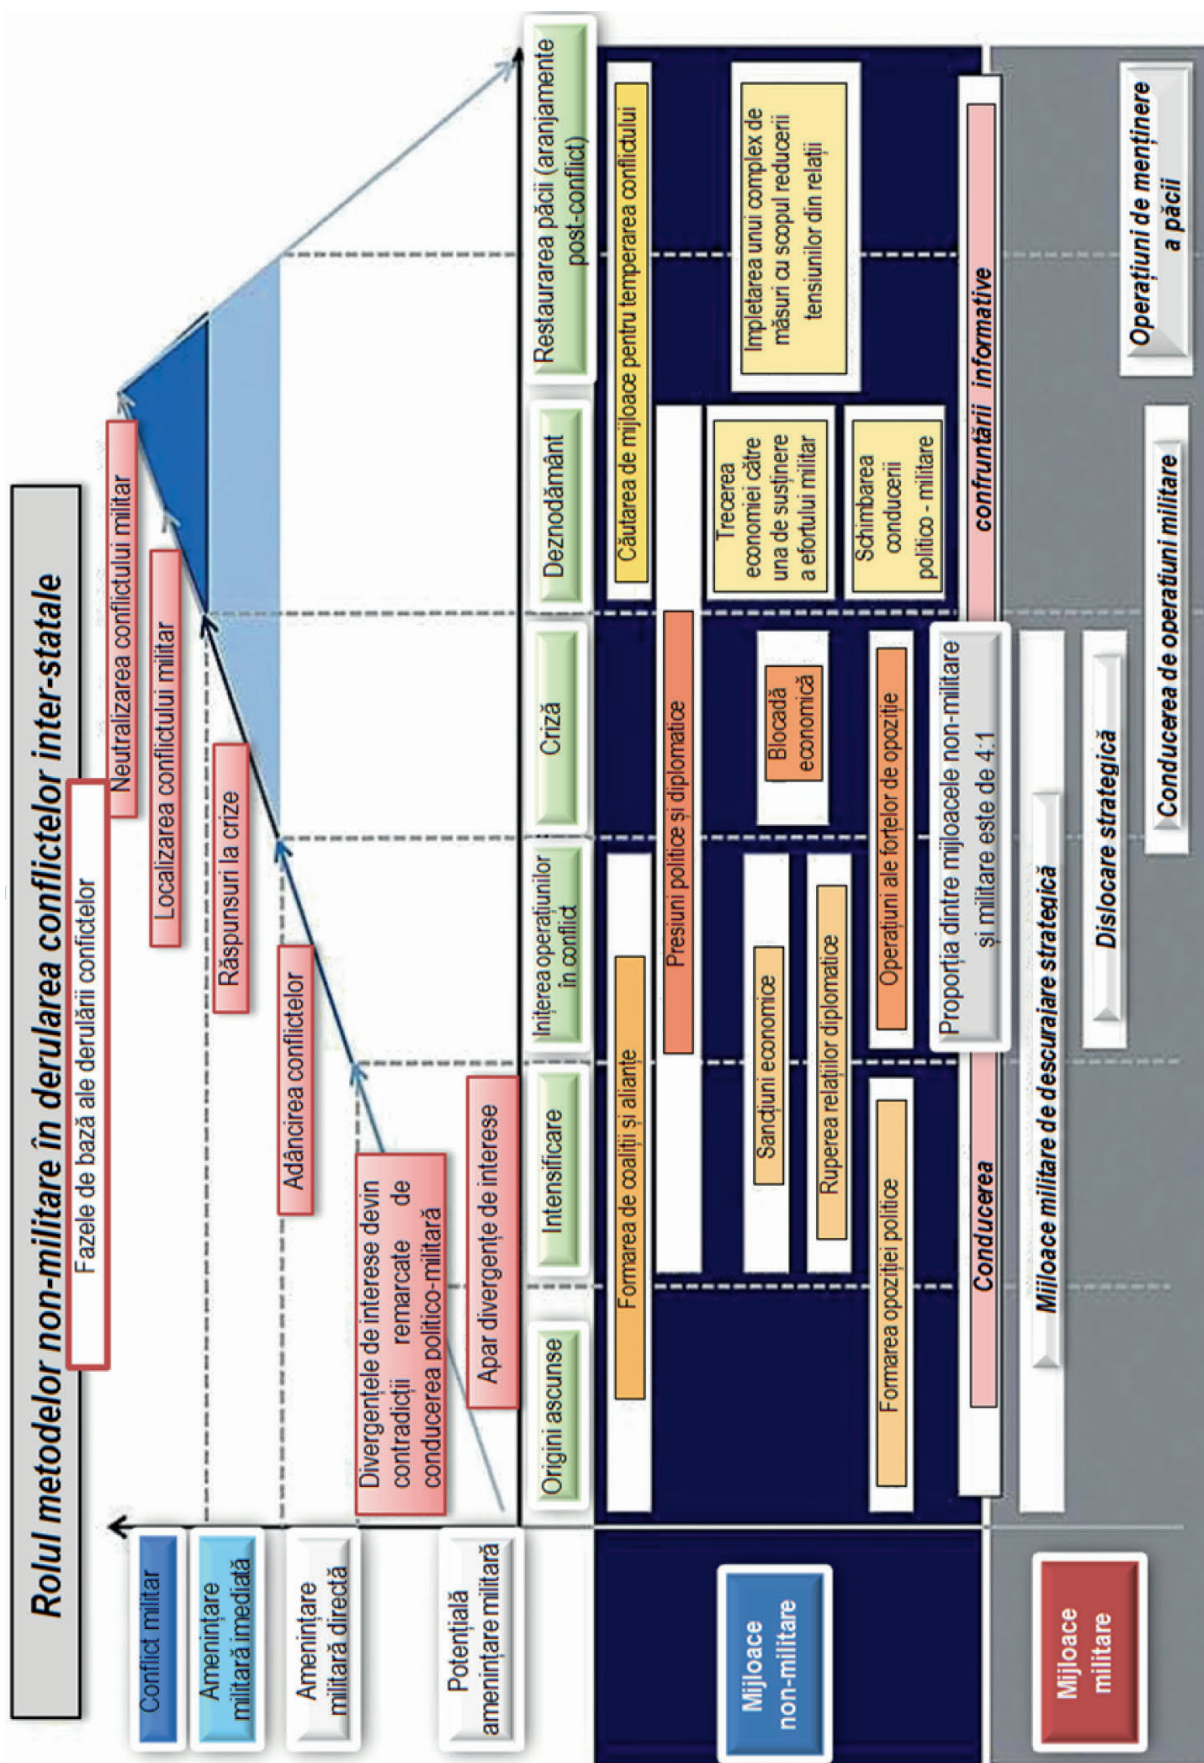 Rolul metodelor non-militare în derularea conflictelor inter-statale
Fazele de bază ale derulării confictelor
Conflict militar
Amenințare
militară imediată
Amenințare
militară directă
Potențială
amenințare militară
Neutralizarea conflictului militar
Localizarea conflictului militar
Răspunsuri la crize
Adâncirea conflictelor
Divergențele de interese devin
contradicții remarcate de
conducerea politico-militară
Apar divergențe de interese
Origini ascunse
Intensificare
Inițerea operațiunilor
in conflict
Criză
Deznodământ
Restaurarea păcii (aranjamente
post-conflict)
Mijloace
non-militare
Formarea de coaliții și aliante
Căutarea de mijloace pentru temperarea conflictului
Presiuni politice și diplomatice
Sancțiuni economice
Blocadă
economică
Trecerea
economiei către
una de susținere
a efortului militar
Impletarea unui complex de
măsuri cu scopul reducerii
tensiunilor din relații
Ruperea relațiilor diplomatice
Formarea opoziției politice
Operațiuni ale forțelor de opoziție
Schimbarea
conducerii
politico - militare
Conducerea
Proporția dintre mijloacele non-militare
și militare este de 4:1
confruntării informative
Mijloace
militare
Mijloace militare de descurajare strategică
Dislocare strategică
Conducerea de operatiuni militare
Operațiuni de menținere
a păcii